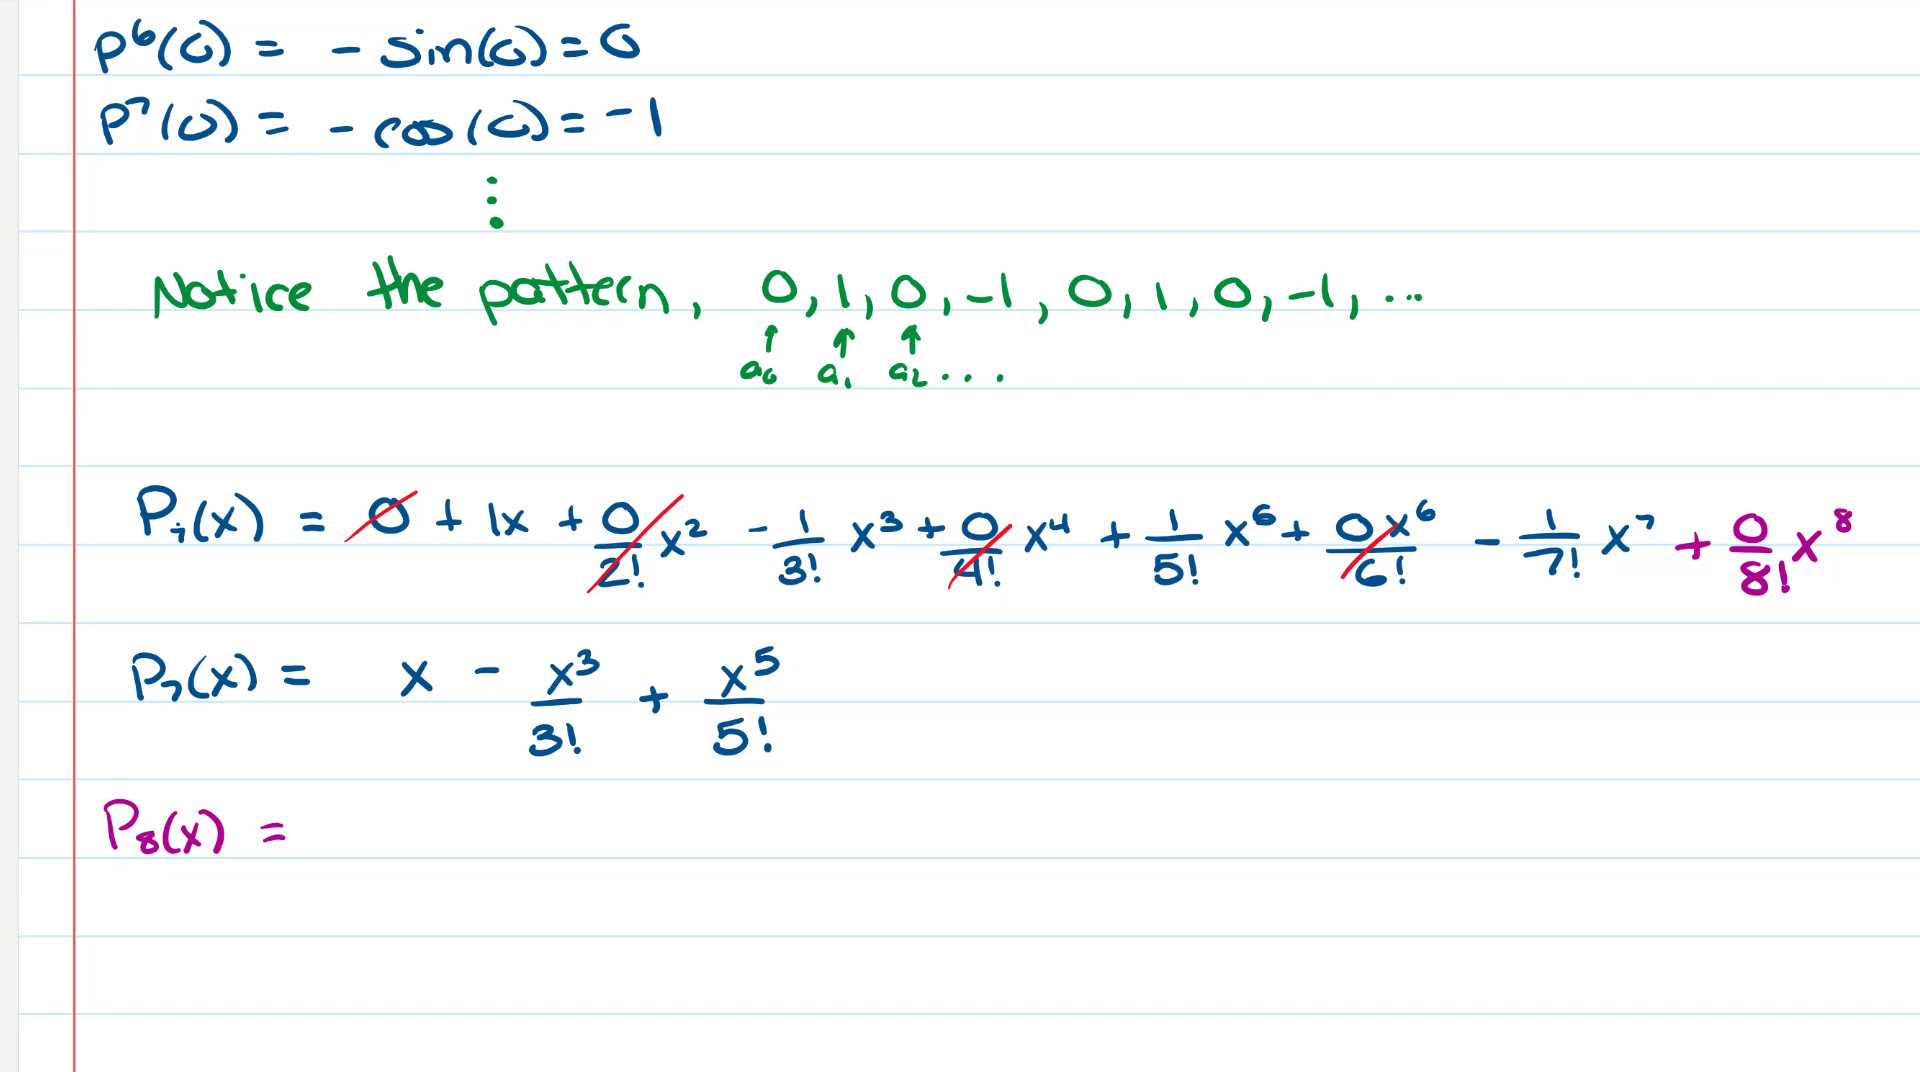 P⁶(0) = - sin(0) = 0
P⁷(0) = - cos(0) = -1
⋮
Notice the pattern, 0, 1, 0, -1, 0, 1, 0, -1, ...
↑ ↑ ↑
a₀ a₁ a₂ ...
P₇(x) = 0 + 1x + 0/2! x² - 1/3! x³ + 0/4! x⁴ + 1/5! x⁶ + 0x⁶/6! - 1/7! x⁷ + 0/8! x⁸
P₇(x) = x - x³/3! + x⁵/5!
P₈(x) =